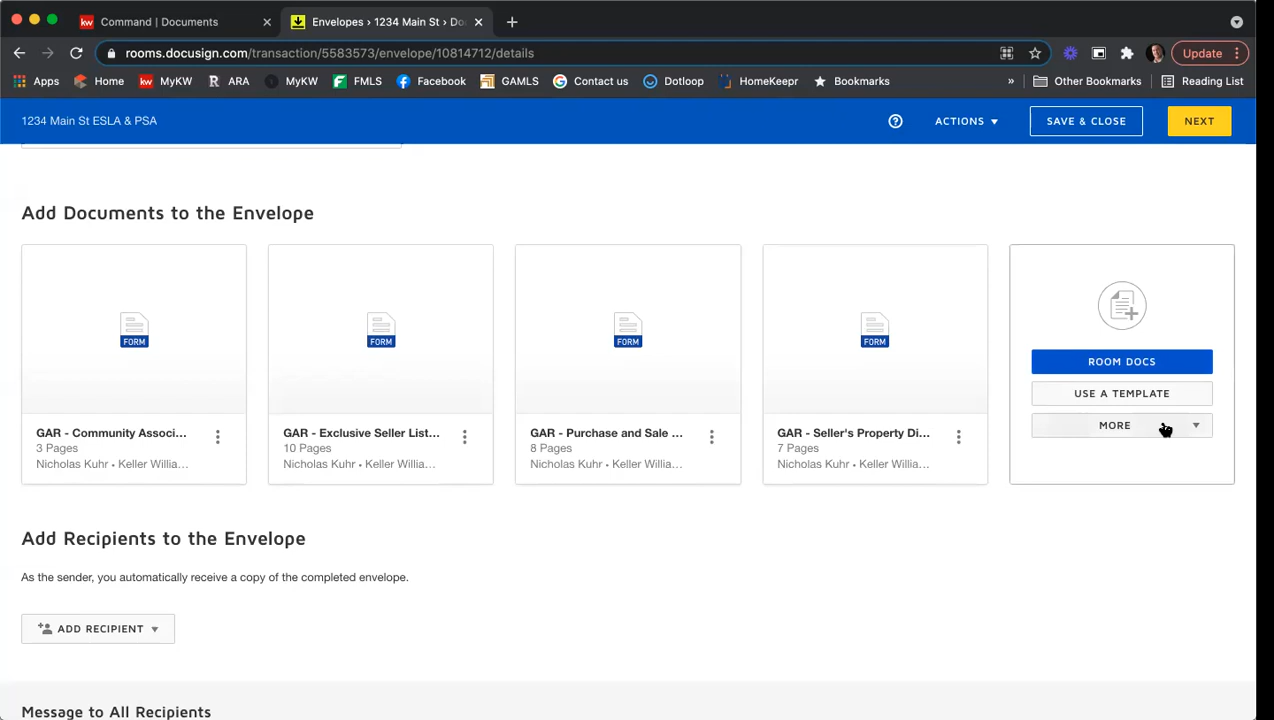 Command | Documents
Envelopes › 1234 Main St › Do
rooms.docusign.com/transaction/5583573/envelope/10814712/details
Update
Apps
Home
kw MyKW
R ARA
MyKW
FMLS
Facebook
GAMLS
Contact us
Dotloop
HomeKeepr
Bookmarks
»
Other Bookmarks
Reading List
1234 Main St ESLA & PSA
ACTIONS
SAVE & CLOSE
NEXT
Add Documents to the Envelope
FORM
FORM
FORM
FORM
ROOM DOCS
USE A TEMPLATE
MORE
GAR - Community Associ...
3 Pages
Nicholas Kuhr • Keller Willia...
GAR - Exclusive Seller List...
10 Pages
Nicholas Kuhr • Keller Willia...
GAR - Purchase and Sale ...
8 Pages
Nicholas Kuhr • Keller Willia...
GAR - Seller's Property Di...
7 Pages
Nicholas Kuhr • Keller Willia...
Add Recipients to the Envelope
As the sender, you automatically receive a copy of the completed envelope.
ADD RECIPIENT
Message to All Recipients